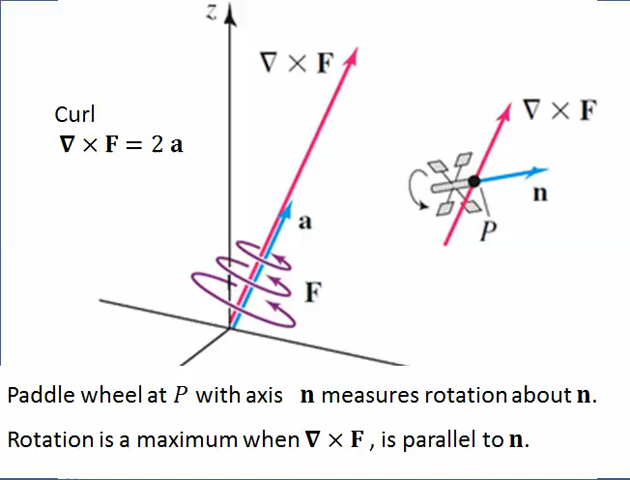 z
∇ × F
Curl
∇ × F = 2 a
∇ × F
n
P
a
F
Paddle wheel at P with axis n measures rotation about n.
Rotation is a maximum when ∇ × F , is parallel to n.